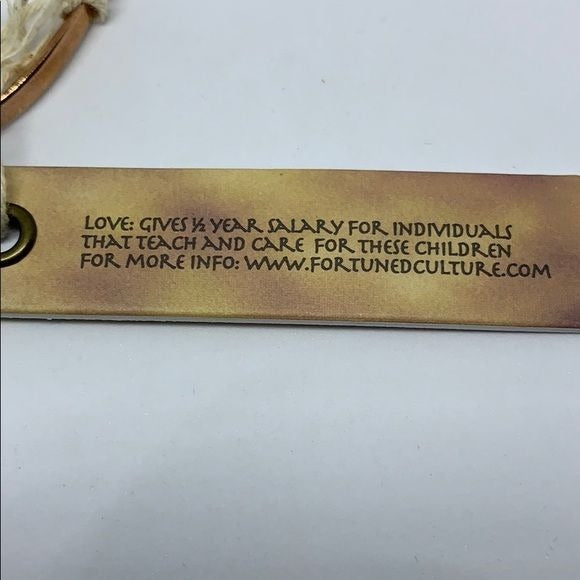 LOVE: GIVES ½ YEAR SALARY FOR INDIVIDUALS
THAT TEACH AND CARE FOR THESE CHILDREN
FOR MORE INFO: WWW.FORTUNEDCULTURE.COM